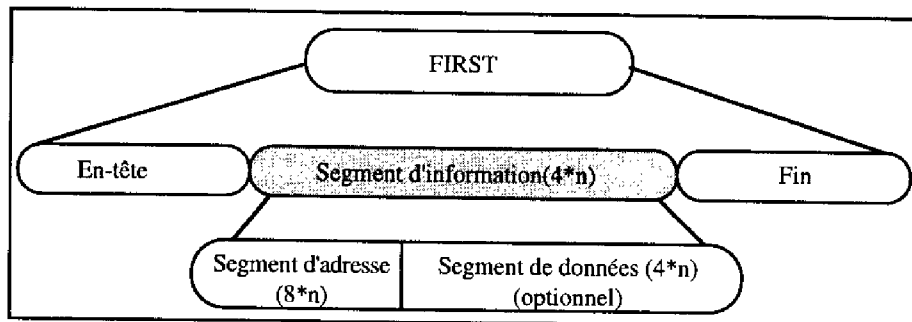 FIRST
En-tête
Segment d'information(4*n)
Fin
Segment d'adresse
(8*n)
Segment de données (4*n)
(optionnel)